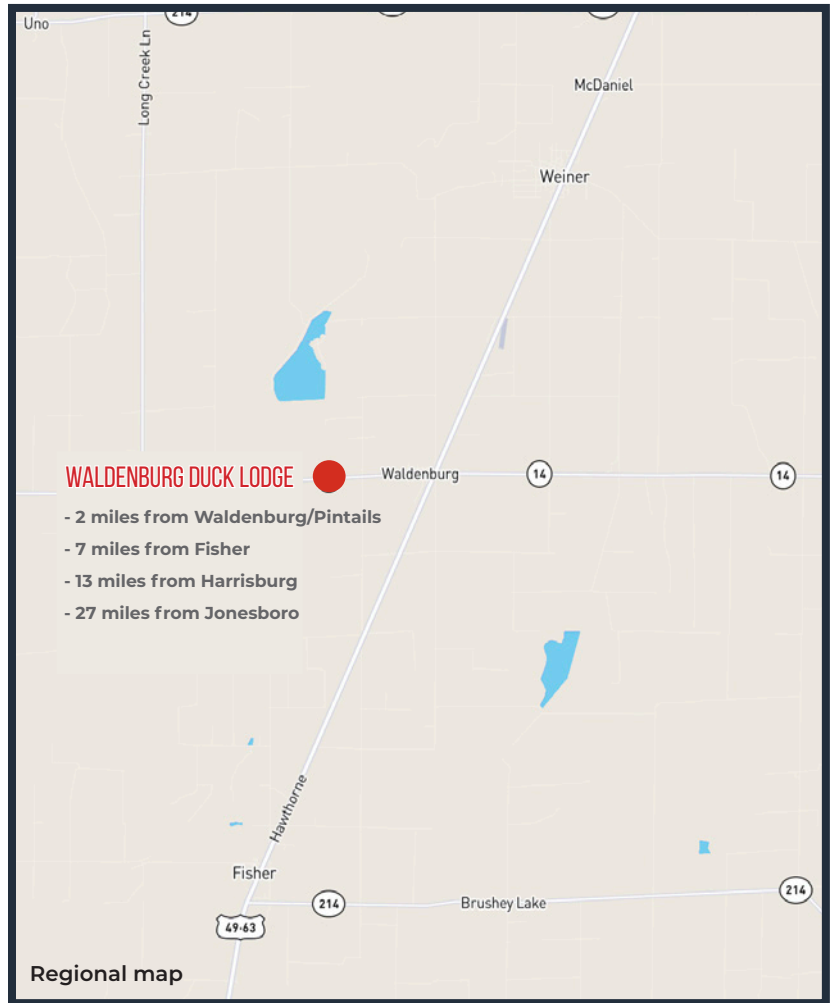 214
Uno
Long Creek Ln
McDaniel
Weiner
WALDENBURG DUCK LODGE
Waldenburg
14
14
- 2 miles from Waldenburg/Pintails
- 7 miles from Fisher
- 13 miles from Harrisburg
- 27 miles from Jonesboro
Hawthorne
Fisher
214
Brushey Lake
214
49-63
Regional map